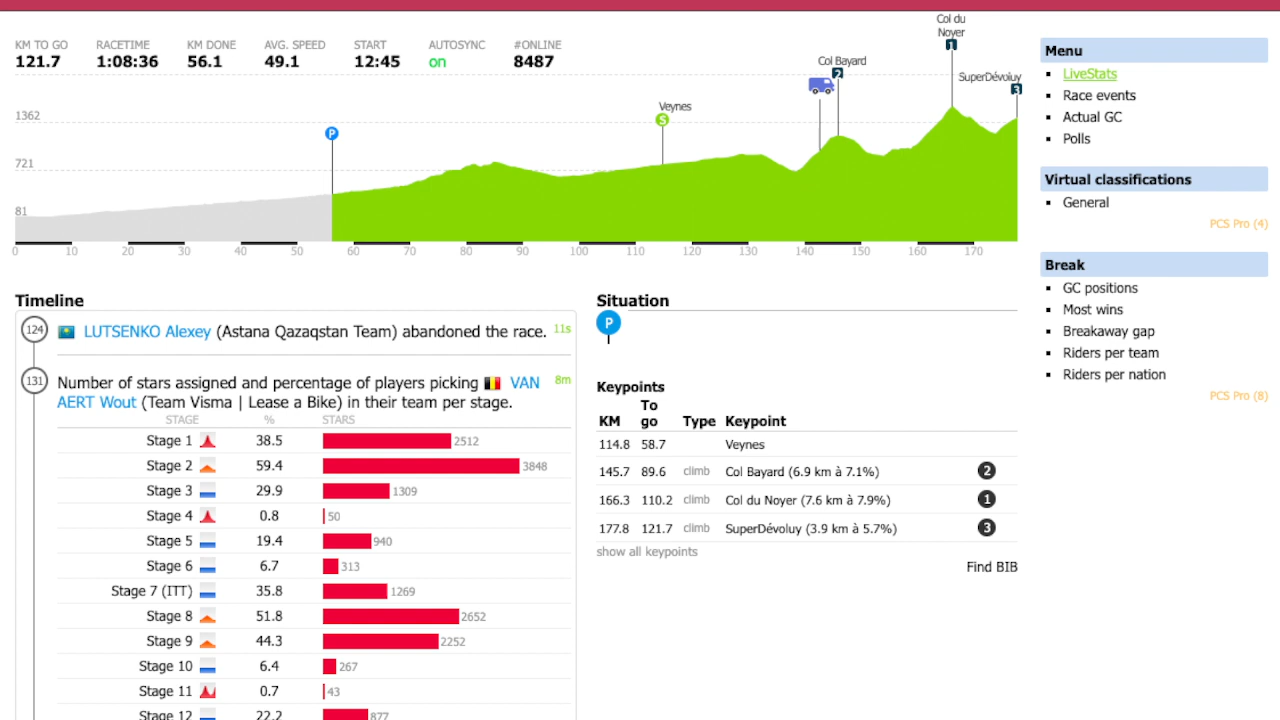 KM TO GO RACETIME KM DONE AVG. SPEED START AUTOSYNC #ONLINE
121.7 1:08:36 56.1 49.1 12:45 on 8487
Col du
Noyer
1
Col Bayard
2
SuperDévoluy
3
Veynes
S
P
1362
721
81
0 10 20 30 40 50 60 70 80 90 100 110 120 130 140 150 160 170
Menu
LiveStats
Race events
Actual GC
Polls
Virtual classifications
General
PCS Pro (4)
Break
GC positions
Most wins
Breakaway gap
Riders per team
Riders per nation
PCS Pro (8)
Timeline
124 LUTSENKO Alexey (Astana Qazaqstan Team) abandoned the race. 11s
131 Number of stars assigned and percentage of players picking VAN 8m
AERT Wout (Team Visma | Lease a Bike) in their team per stage.
STAGE % STARS
Stage 1 38.5 2512
Stage 2 59.4 3848
Stage 3 29.9 1309
Stage 4 0.8 50
Stage 5 19.4 940
Stage 6 6.7 313
Stage 7 (ITT) 35.8 1269
Stage 8 51.8 2652
Stage 9 44.3 2252
Stage 10 6.4 267
Stage 11 0.7 43
Stage 12 22.2 877
Situation
P
Keypoints
KM To go Type Keypoint
114.8 58.7 Veynes
145.7 89.6 climb Col Bayard (6.9 km à 7.1%) 2
166.3 110.2 climb Col du Noyer (7.6 km à 7.9%) 1
177.8 121.7 climb SuperDévoluy (3.9 km à 5.7%) 3
show all keypoints
Find BIB